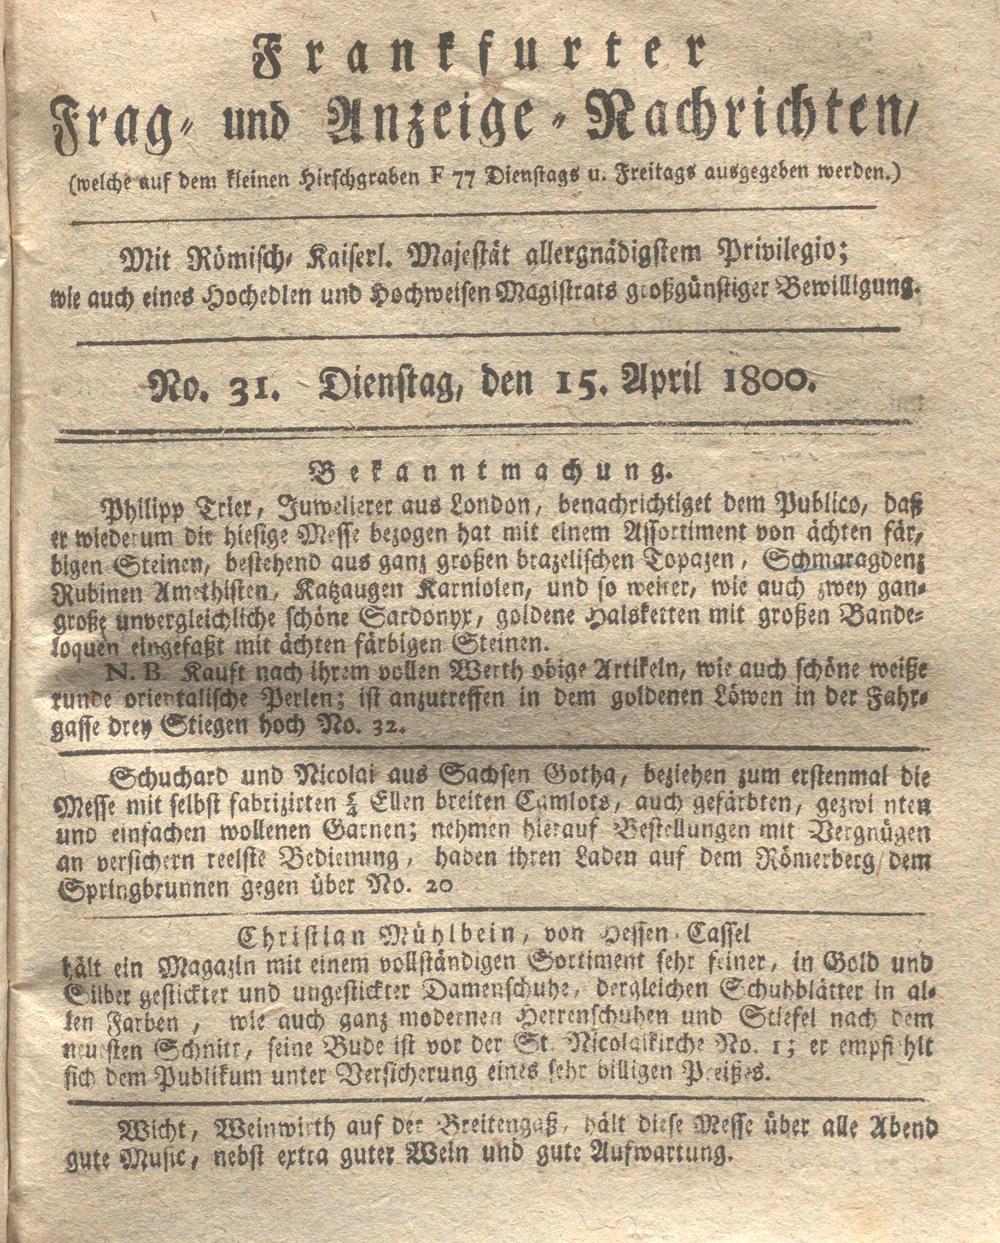 Frankfurter
Frag- und Anzeige-Nachrichten/
(welche auf dem kleinen Hirschgraben F 77 Dienstags u. Freitags ausgegeben werden.)
Mit Römisch- Kaiserl. Majestät allergnädigstem Privilegio;
wie auch eines Hochedlen und Hochweisen Magistrats großgünstiger Bewilligung.
No. 31. Dienstag, den 15. April 1800.
Bekanntmachung.
Philipp Trier, Juwelierer aus London, benachrichtiget dem Publico, daß
er wiederum die hiesige Messe bezogen hat mit einem Assortiment von ächten fär-
bigen Steinen, bestehend aus ganz großen brazelischen Topazen, Schmaragdenz
Rubinen Amethisten, Katzaugen Karniolen, und so weiter, wie auch zwey gan-
große unvergleichliche schöne Sardonyx, goldene Halsketten mit großen Bande-
loquen eingefaßt mit ächten färbigen Steinen.
N. B. Kauft nach ihrem vollen Werth obige Artikeln, wie auch schöne weiße
runde orientalische Perlen; ist anzutreffen in dem goldenen Löwen in der Fahr-
gasse drey Stiegen hoch No. 32.
Schuchard und Nicolai aus Sachsen Gotha, beziehen zum erstenmal die
Messe mit selbst fabrizirten 5/4 Ellen breiten Camlots, auch gefärbten, gezwirnten
und einfachen wollenen Garnen; nehmen hierauf Bestellungen mit Vergnügen
an versichern reelste Bedienung, haben ihren Laden auf dem Römerberg/dem
Springbrunnen gegen über No. 20
Christian Mühlbein, von Hessen-Cassel
hält ein Magazin mit einem vollständigen Sortiment sehr feiner, in Gold und
Silber gestickter und ungestickter Damenschuhe, dergleichen Schuhblätter in al-
len Farben, wie auch ganz modernen Herrenschuhen und Stiefel nach dem
neuesten Schnitt, seine Bude ist vor der St. Nicolaikirche No. 1; er empfiehlt
sich dem Publikum unter Versicherung eines sehr billigen Preißes.
Wicht, Weinwirth auf der Breitengaß, hält diese Messe über alle Abend
gute Music, nebst extra guter Wein und gute Aufwartung.